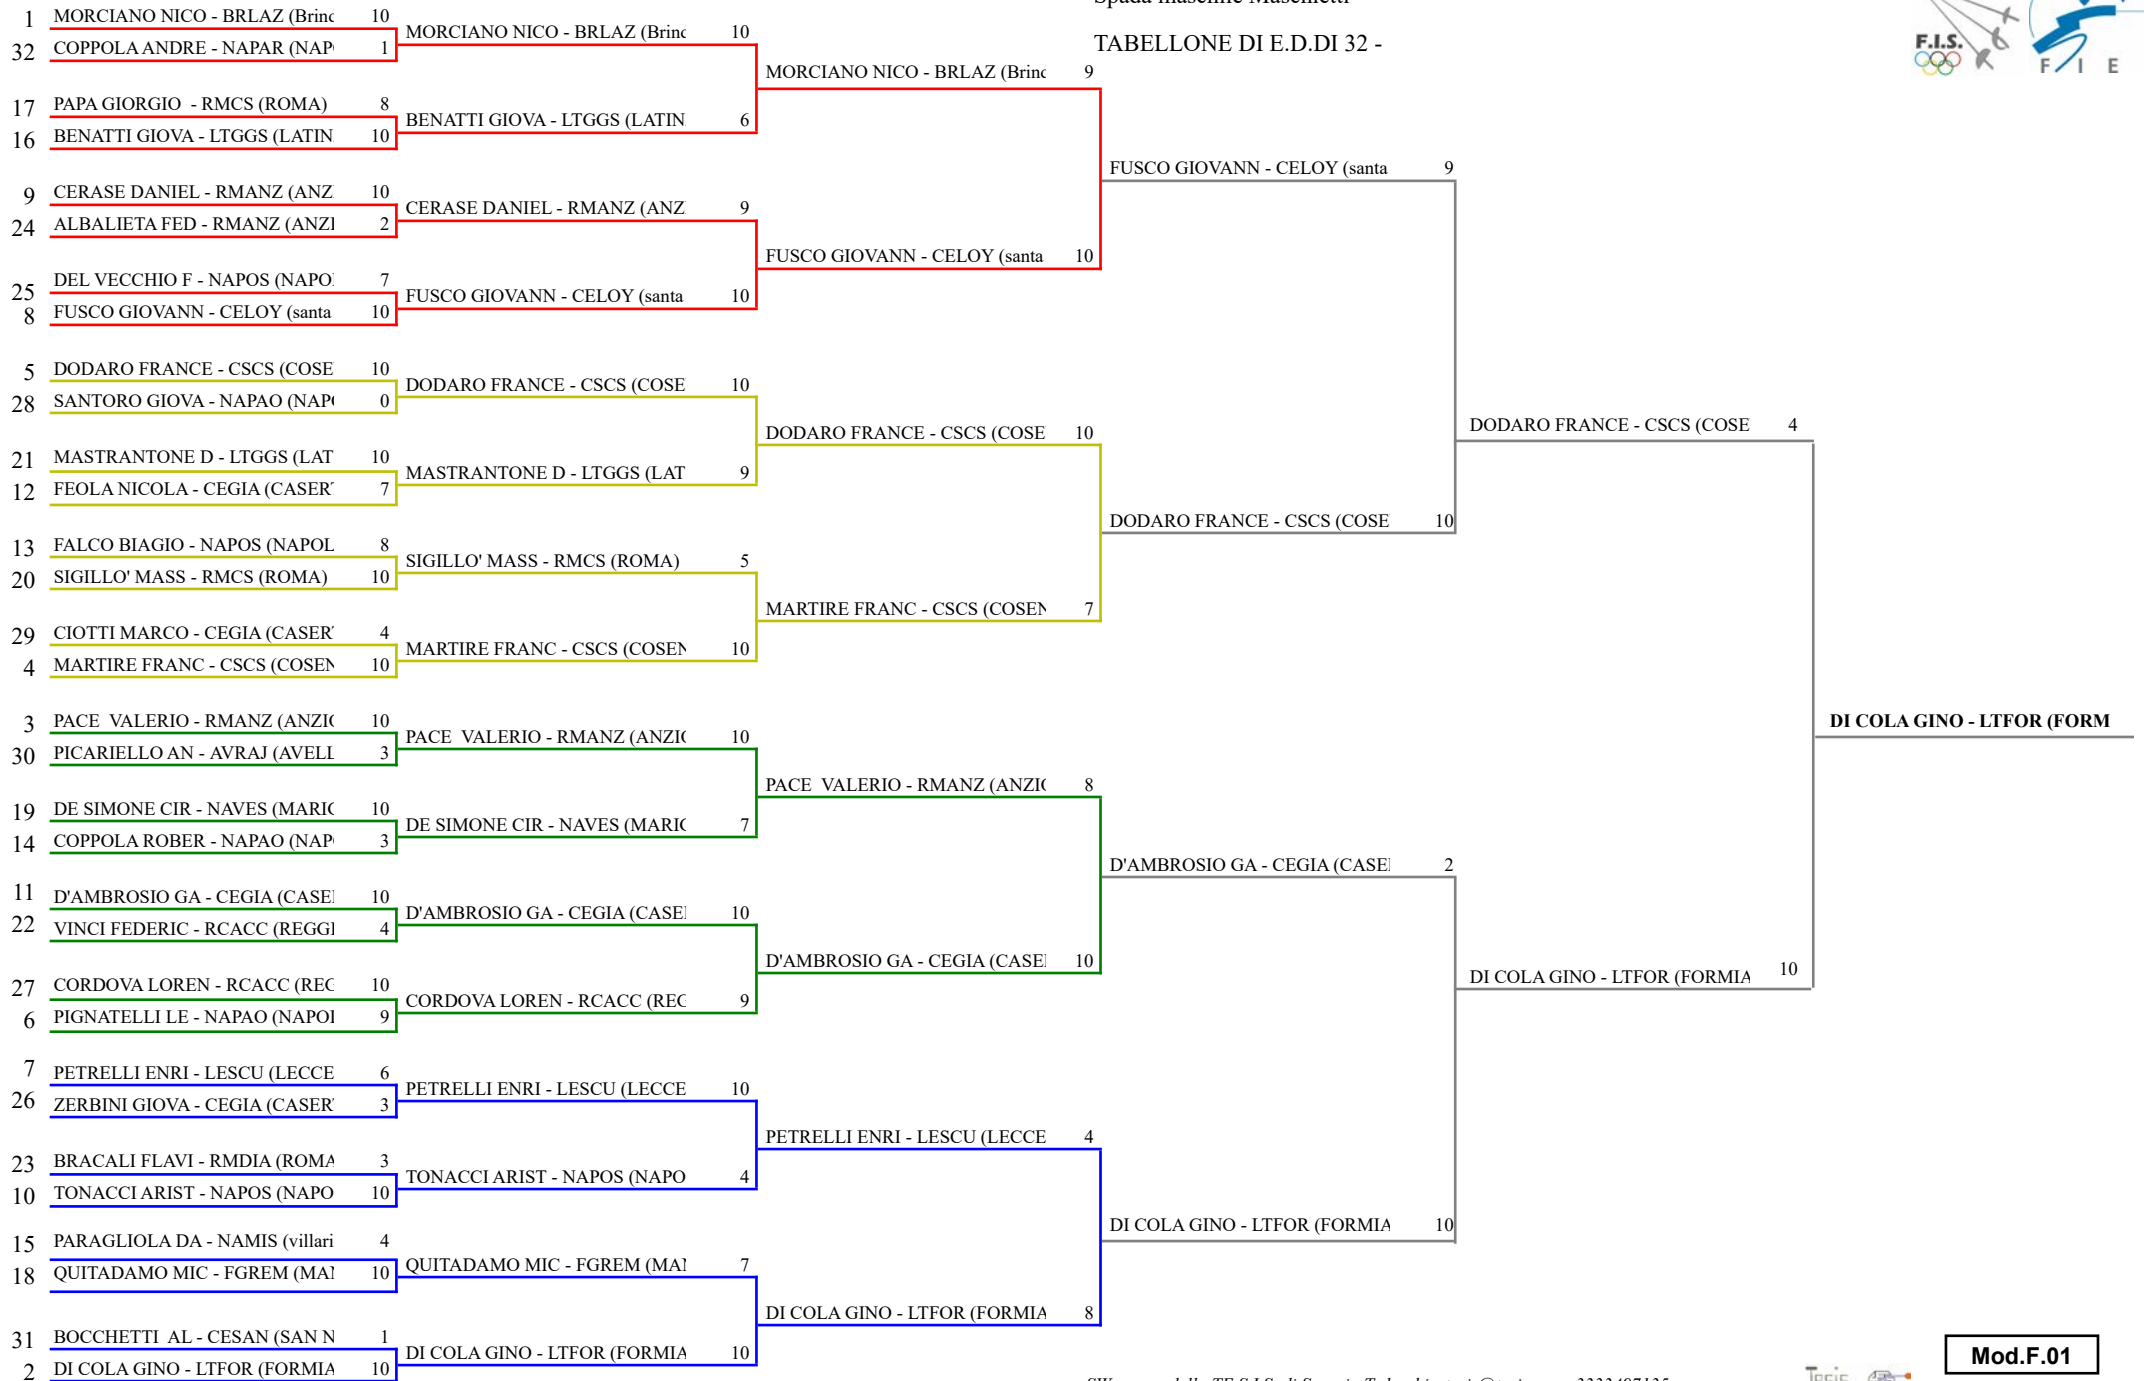 Spada maschile Maschietti
TABELLONE DI E.D.DI 32 -
F.I.S.
F I E
1 MORCIANO NICO - BRLAZ (Brind 10
32 COPPOLA ANDRE - NAPAR (NAP 1
17 PAPA GIORGIO - RMCS (ROMA) 8
16 BENATTI GIOVA - LTGGS (LATIN 10
9 CERASE DANIEL - RMANZ (ANZ 10
24 ALBALIETA FED - RMANZ (ANZI 2
25 DEL VECCHIO F - NAPOS (NAPO 7
8 FUSCO GIOVANN - CELOY (santa 10
5 DODARO FRANCE - CSCS (COSE 10
28 SANTORO GIOVA - NAPAO (NAP 0
21 MASTRANTONE D - LTGGS (LAT 10
12 FEOLA NICOLA - CEGIA (CASER 7
13 FALCO BIAGIO - NAPOS (NAPOL 8
20 SIGILLO' MASS - RMCS (ROMA) 10
29 CIOTTI MARCO - CEGIA (CASER 4
4 MARTIRE FRANC - CSCS (COSEN 10
3 PACE VALERIO - RMANZ (ANZI 10
30 PICARIELLO AN - AVRAJ (AVELL 3
19 DE SIMONE CIR - NAVES (MARI 10
14 COPPOLA ROBER - NAPAO (NAP 3
11 D'AMBROSIO GA - CEGIA (CASE 10
22 VINCI FEDERIC - RCACC (REGGI 4
27 CORDOVA LOREN - RCACC (REG 10
6 PIGNATELLI LE - NAPAO (NAPOI 9
7 PETRELLI ENRI - LESCU (LECCE 6
26 ZERBINI GIOVA - CEGIA (CASER 3
23 BRACALI FLAVI - RMDIA (ROMA 3
10 TONACCI ARIST - NAPOS (NAPO 10
15 PARAGLIOLA DA - NAMIS (villari 4
18 QUITADAMO MIC - FGREM (MAN 10
31 BOCCHETTI AL - CESAN (SAN N 1
2 DI COLA GINO - LTFOR (FORMIA 10
MORCIANO NICO - BRLAZ (Brind 10
BENATTI GIOVA - LTGGS (LATIN 6
CERASE DANIEL - RMANZ (ANZ 9
FUSCO GIOVANN - CELOY (santa 10
DODARO FRANCE - CSCS (COSE 10
MASTRANTONE D - LTGGS (LAT 9
SIGILLO' MASS - RMCS (ROMA) 5
MARTIRE FRANC - CSCS (COSEN 10
PACE VALERIO - RMANZ (ANZI 10
DE SIMONE CIR - NAVES (MARI 7
D'AMBROSIO GA - CEGIA (CASE 10
CORDOVA LOREN - RCACC (REG 9
PETRELLI ENRI - LESCU (LECCE 10
TONACCI ARIST - NAPOS (NAPO 4
QUITADAMO MIC - FGREM (MAN 7
DI COLA GINO - LTFOR (FORMIA 10
MORCIANO NICO - BRLAZ (Brind 9
FUSCO GIOVANN - CELOY (santa 10
DODARO FRANCE - CSCS (COSE 10
MARTIRE FRANC - CSCS (COSEN 7
PACE VALERIO - RMANZ (ANZI 8
D'AMBROSIO GA - CEGIA (CASE 10
PETRELLI ENRI - LESCU (LECCE 4
DI COLA GINO - LTFOR (FORMIA 8
FUSCO GIOVANN - CELOY (santa 9
DODARO FRANCE - CSCS (COSE 10
D'AMBROSIO GA - CEGIA (CASE 2
DI COLA GINO - LTFOR (FORMIA 10
DODARO FRANCE - CSCS (COSE 4
DI COLA GINO - LTFOR (FORMIA 10
DI COLA GINO - LTFOR (FORM
Mod.F.01